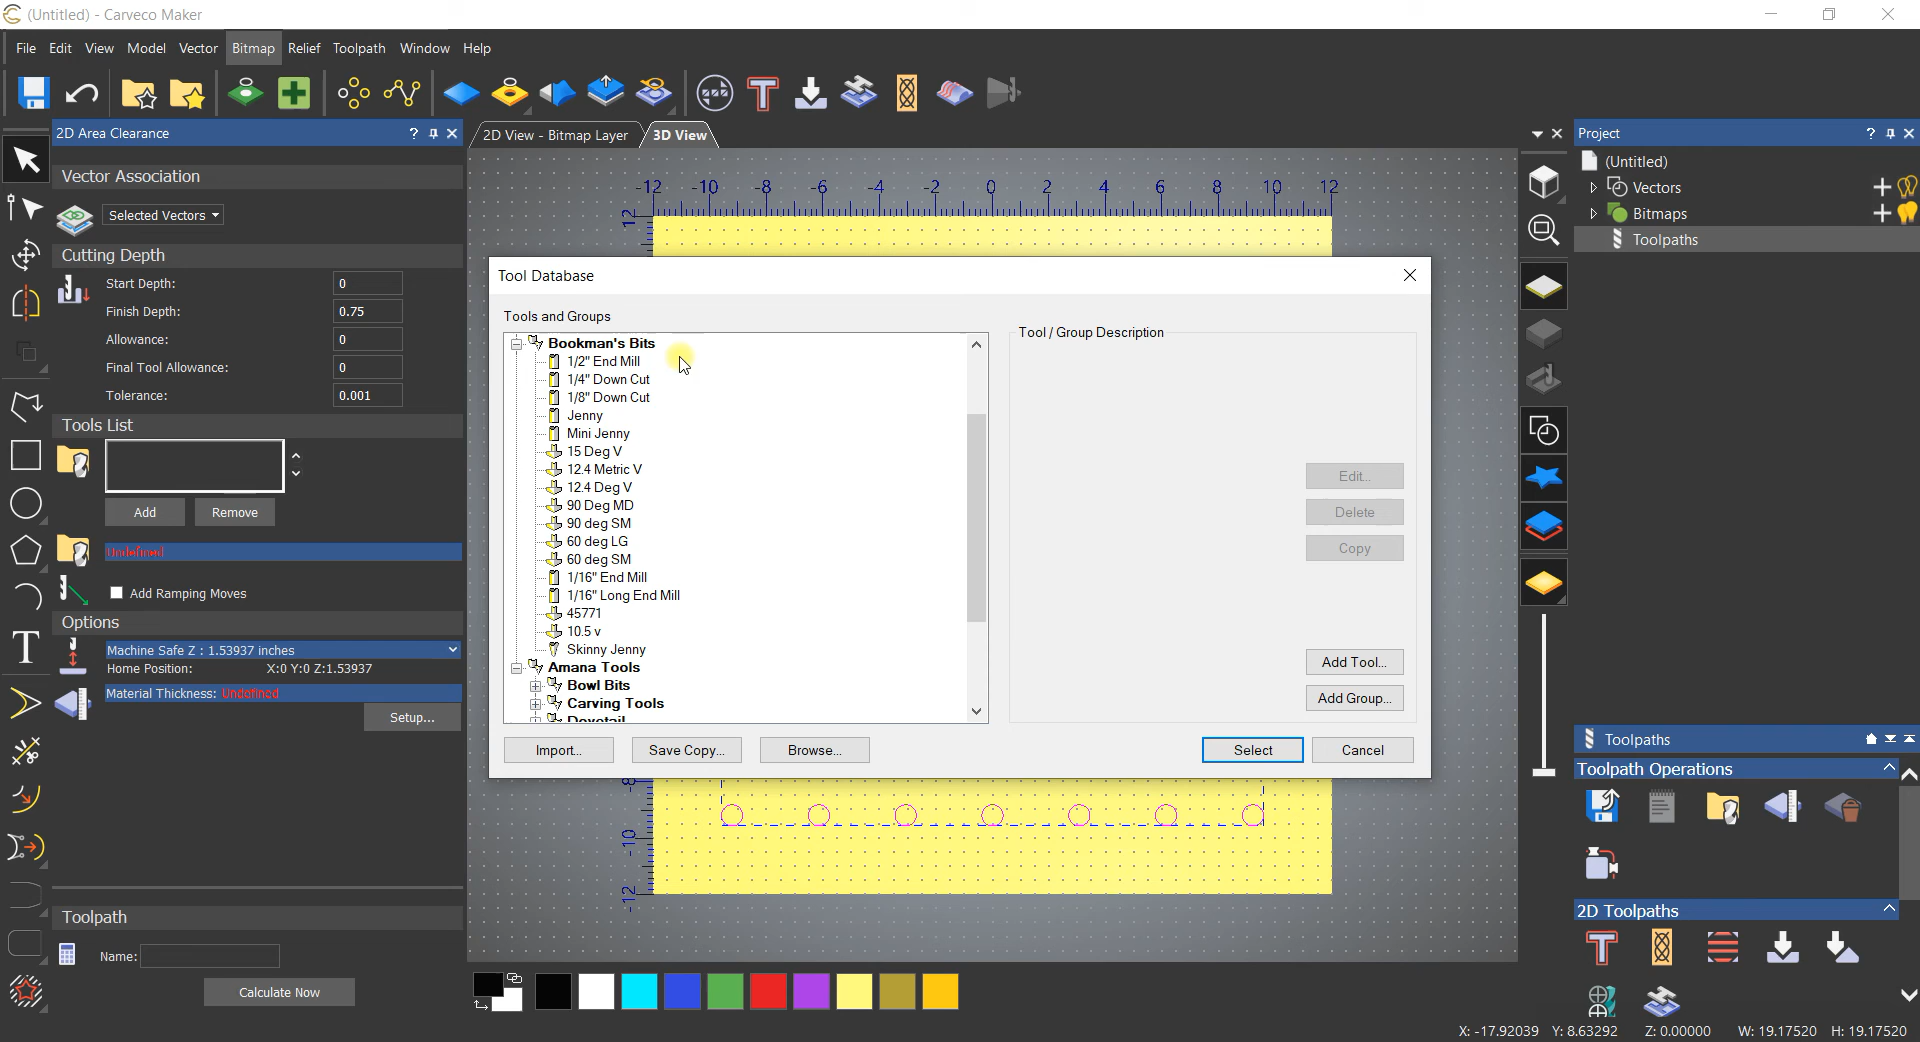 (Untitled) - Carveco Maker
File Edit View Model Vector Bitmap Relief Toolpath Window Help
2D Area Clearance ?
Vector Association
Selected Vectors
Cutting Depth
Start Depth: 0
Finish Depth: 0.75
Allowance: 0
Final Tool Allowance: 0
Tolerance: 0.001
Tools List
Add Remove
Undefined
Add Ramping Moves
Options
Machine Safe Z : 1.53937 inches
Home Position: X:0 Y:0 Z:1.53937
Material Thickness: Undefined
Setup...
Toolpath
Name:
Calculate Now
2D View - Bitmap Layer 3D View
-12 -10 -8 -6 -4 -2 0 2 4 6 8 10 12
12
Tool Database
Tools and Groups
Bookman's Bits
1/2" End Mill
1/4" Down Cut
1/8" Down Cut
Jenny
Mini Jenny
15 Deg V
12.4 Metric V
12.4 Deg V
90 Deg MD
90 deg SM
60 deg LG
60 deg SM
1/16" End Mill
1/16" Long End Mill
45771
10.5 v
Skinny Jenny
Amana Tools
Bowl Bits
Carving Tools
Dovetail
Tool / Group Description
Edit...
Delete
Copy
Add Tool...
Add Group...
Import... Save Copy... Browse... Select Cancel
-8
-10
-12
Project ?
(Untitled)
Vectors
Bitmaps
Toolpaths
Toolpaths
Toolpath Operations
2D Toolpaths
X: -17.92039 Y: 8.63292 Z: 0.00000 W: 19.17520 H: 19.17520